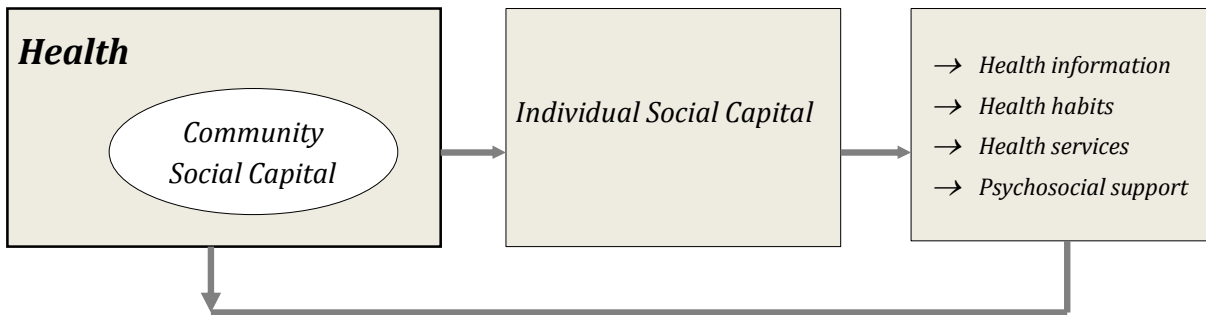 Health
Community
Social Capital
Individual Social Capital
→ Health information
→ Health habits
→ Health services
→ Psychosocial support